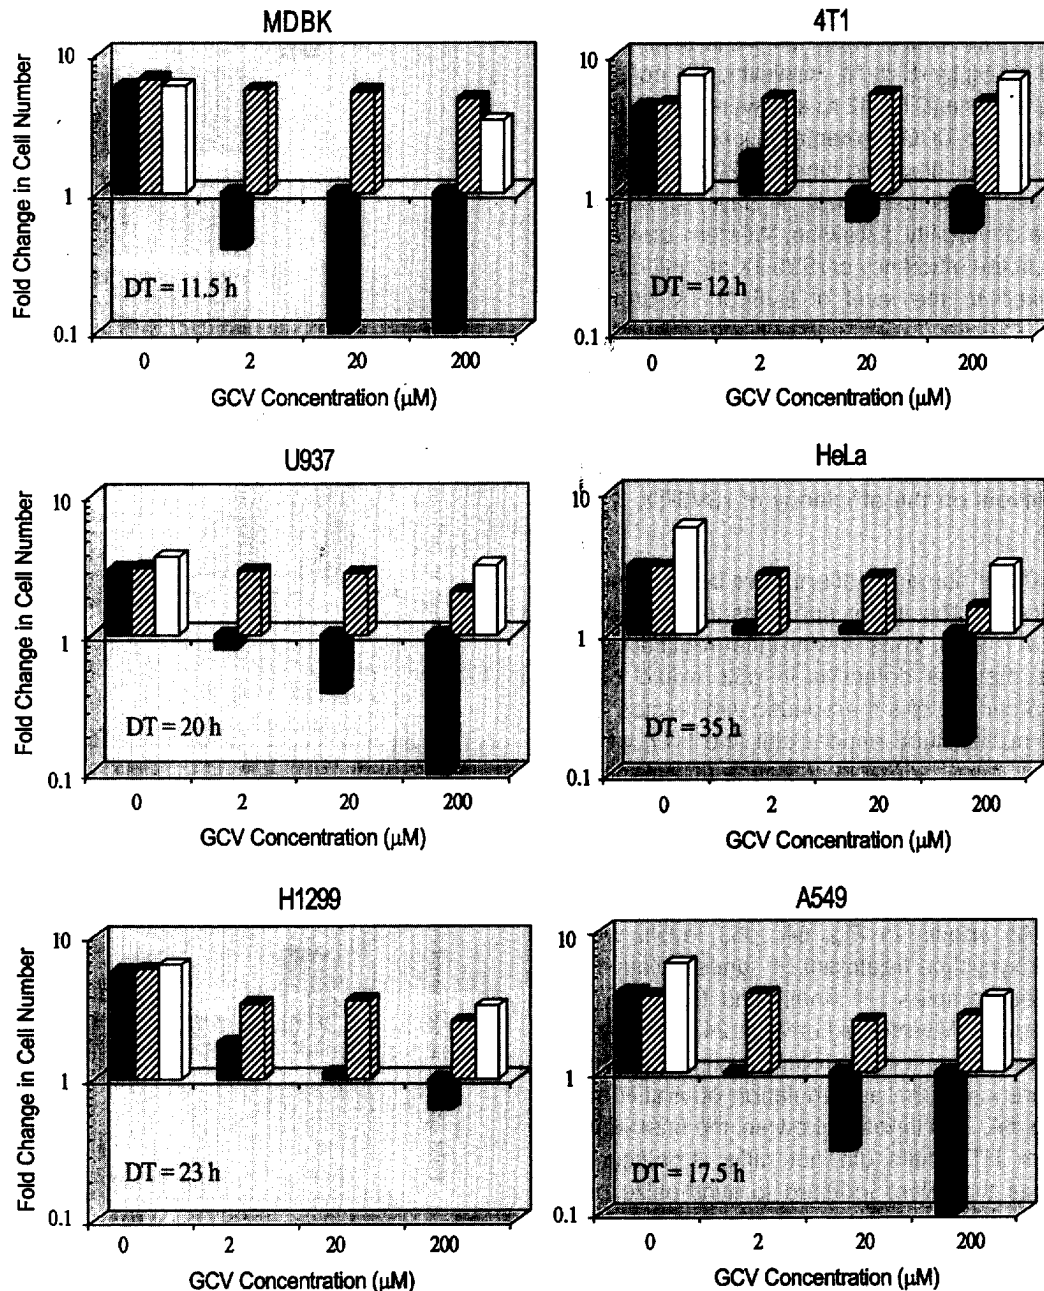 MDBK
Fold Change in Cell Number
10
1
0.1
DT = 11.5 h
0 2 20 200
GCV Concentration (µM)
4T1
10
1
0.1
DT = 12 h
0 2 20 200
GCV Concentration (µM)
U937
Fold Change in Cell Number
10
1
0.1
DT = 20 h
0 2 20 200
GCV Concentration (µM)
HeLa
10
1
0.1
DT = 35 h
0 2 20 200
GCV Concentration (µM)
H1299
Fold Change in Cell Number
10
1
0.1
DT = 23 h
0 2 20 200
GCV Concentration (µM)
A549
10
1
0.1
DT = 17.5 h
0 2 20 200
GCV Concentration (µM)